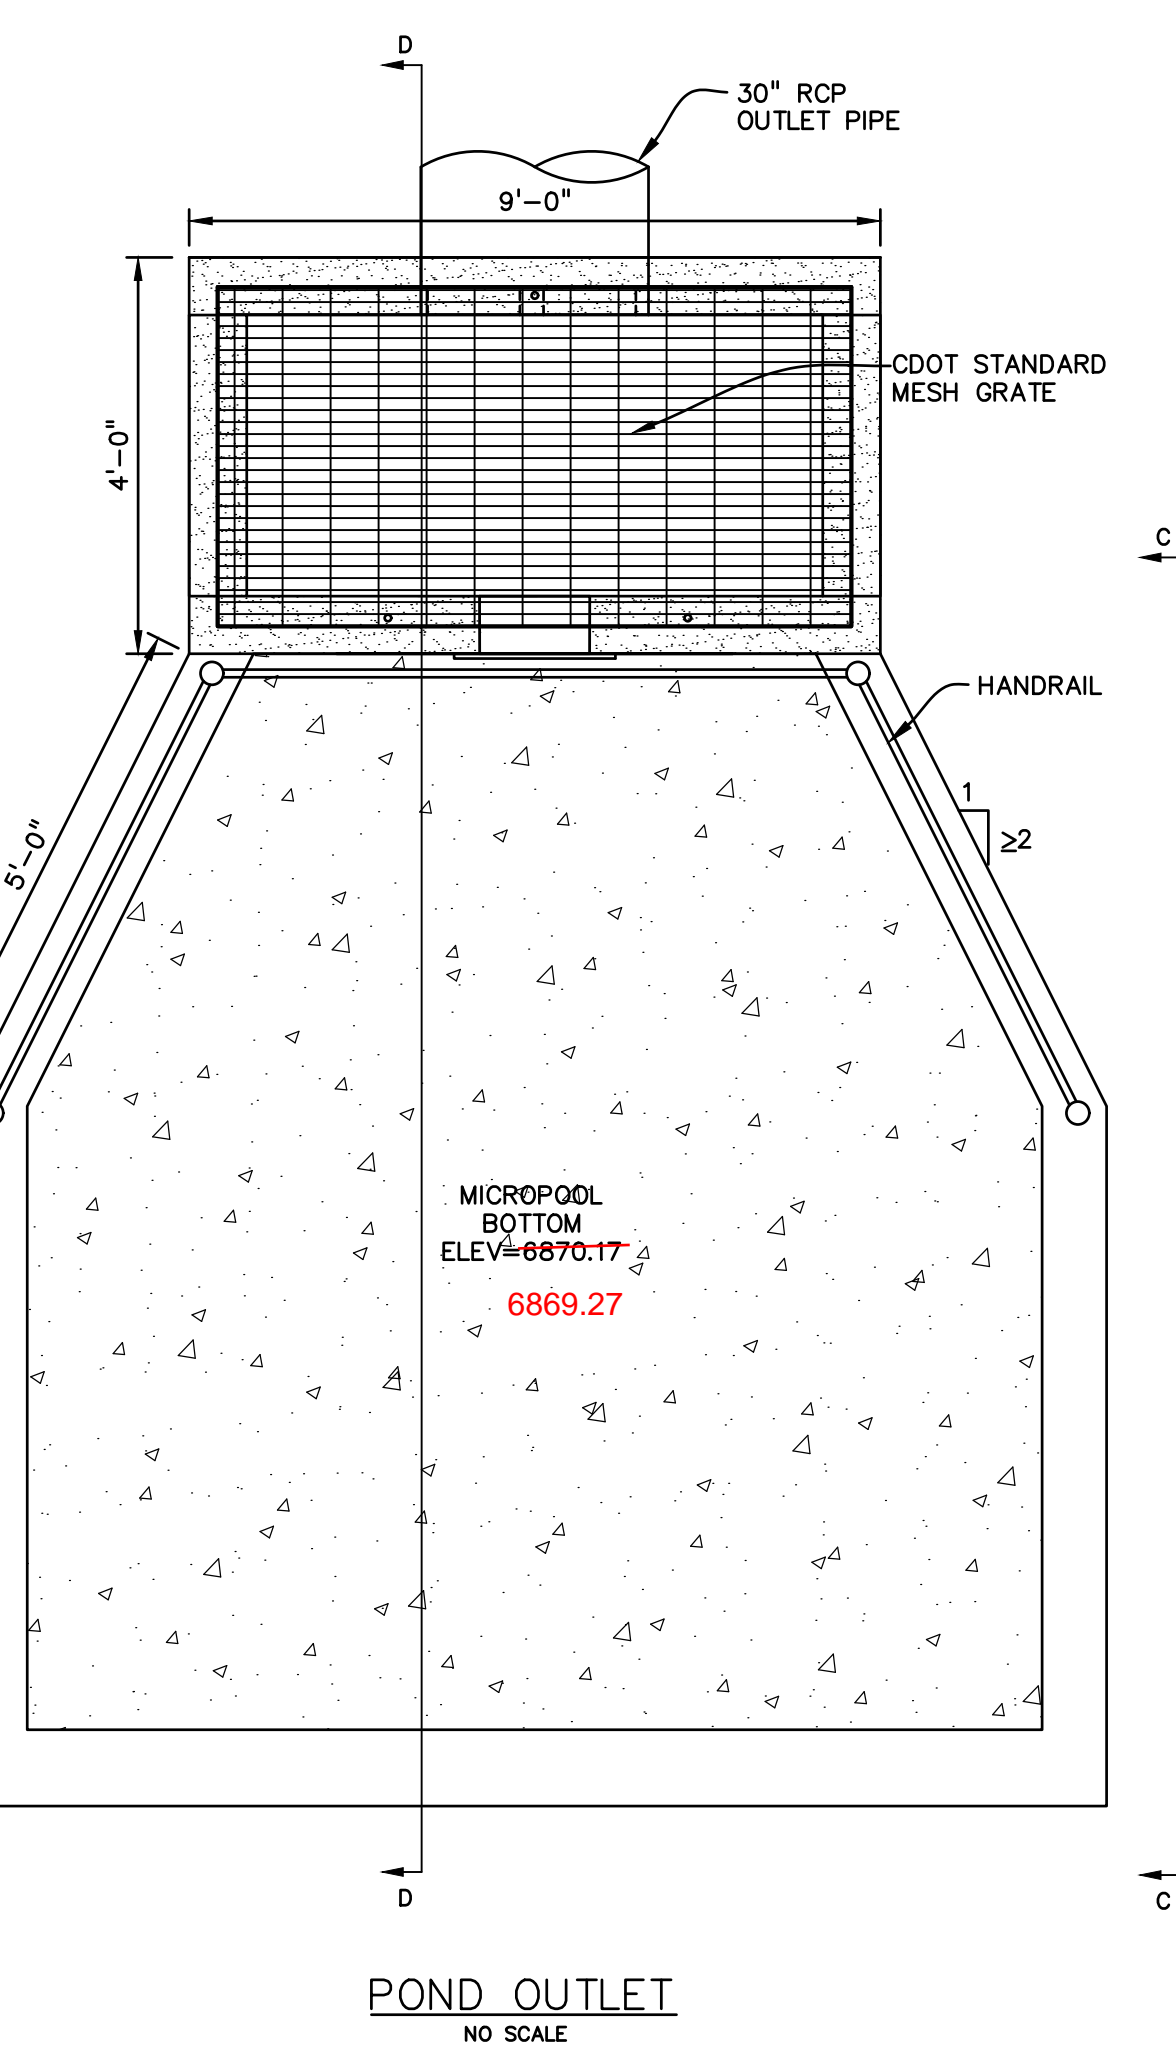 D
30" RCP
OUTLET PIPE
9'-0"
CDOT STANDARD
MESH GRATE
4'-0"
C
HANDRAIL
1
≥2
5'-0"
MICROPOOL
BOTTOM
ELEV=6870.17
6869.27
D
C
POND OUTLET
NO SCALE